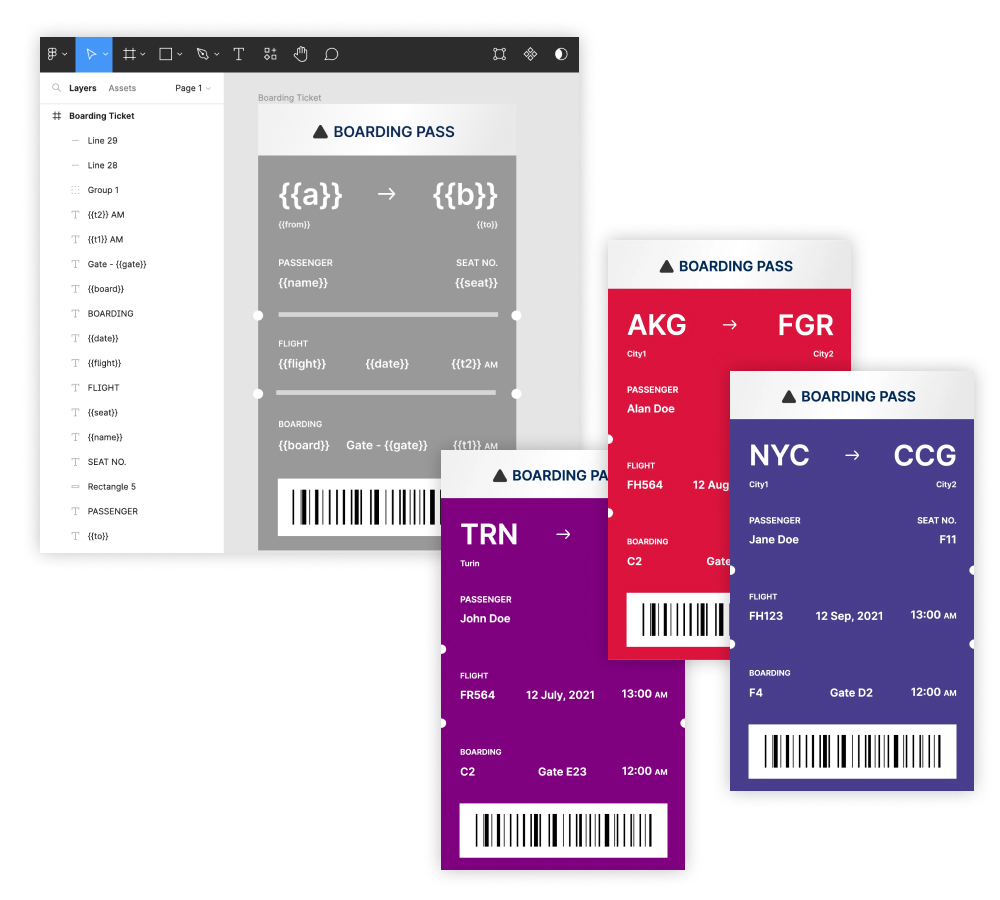 Layers Assets Page 1
Boarding Ticket
Line 29
Line 28
Group 1
{{t2}} AM
{{t1}} AM
Gate - {{gate}}
{{board}}
BOARDING
{{date}}
{{flight}}
FLIGHT
{{seat}}
{{name}}
SEAT NO.
Rectangle 5
PASSENGER
{{to}}
T
Boarding Ticket
BOARDING PASS
{{a}} → {{b}}
{{from}} {{to}}
PASSENGER SEAT NO.
{{name}} {{seat}}
FLIGHT
{{flight}} {{date}} {{t2}} AM
BOARDING
{{board}} Gate - {{gate}} {{t1}} AM
BOARDING PA
TRN →
Turin
PASSENGER
John Doe
FLIGHT
FR564 12 July, 2021 13:00 AM
BOARDING
C2 Gate E23 12:00 AM
BOARDING PASS
AKG → FGR
City1 City2
PASSENGER
Alan Doe
FLIGHT
FH564 12 Aug
BOARDING
C2 Gate
BOARDING PASS
NYC → CCG
City1 City2
PASSENGER SEAT NO.
Jane Doe F11
FLIGHT
FH123 12 Sep, 2021 13:00 AM
BOARDING
F4 Gate D2 12:00 AM